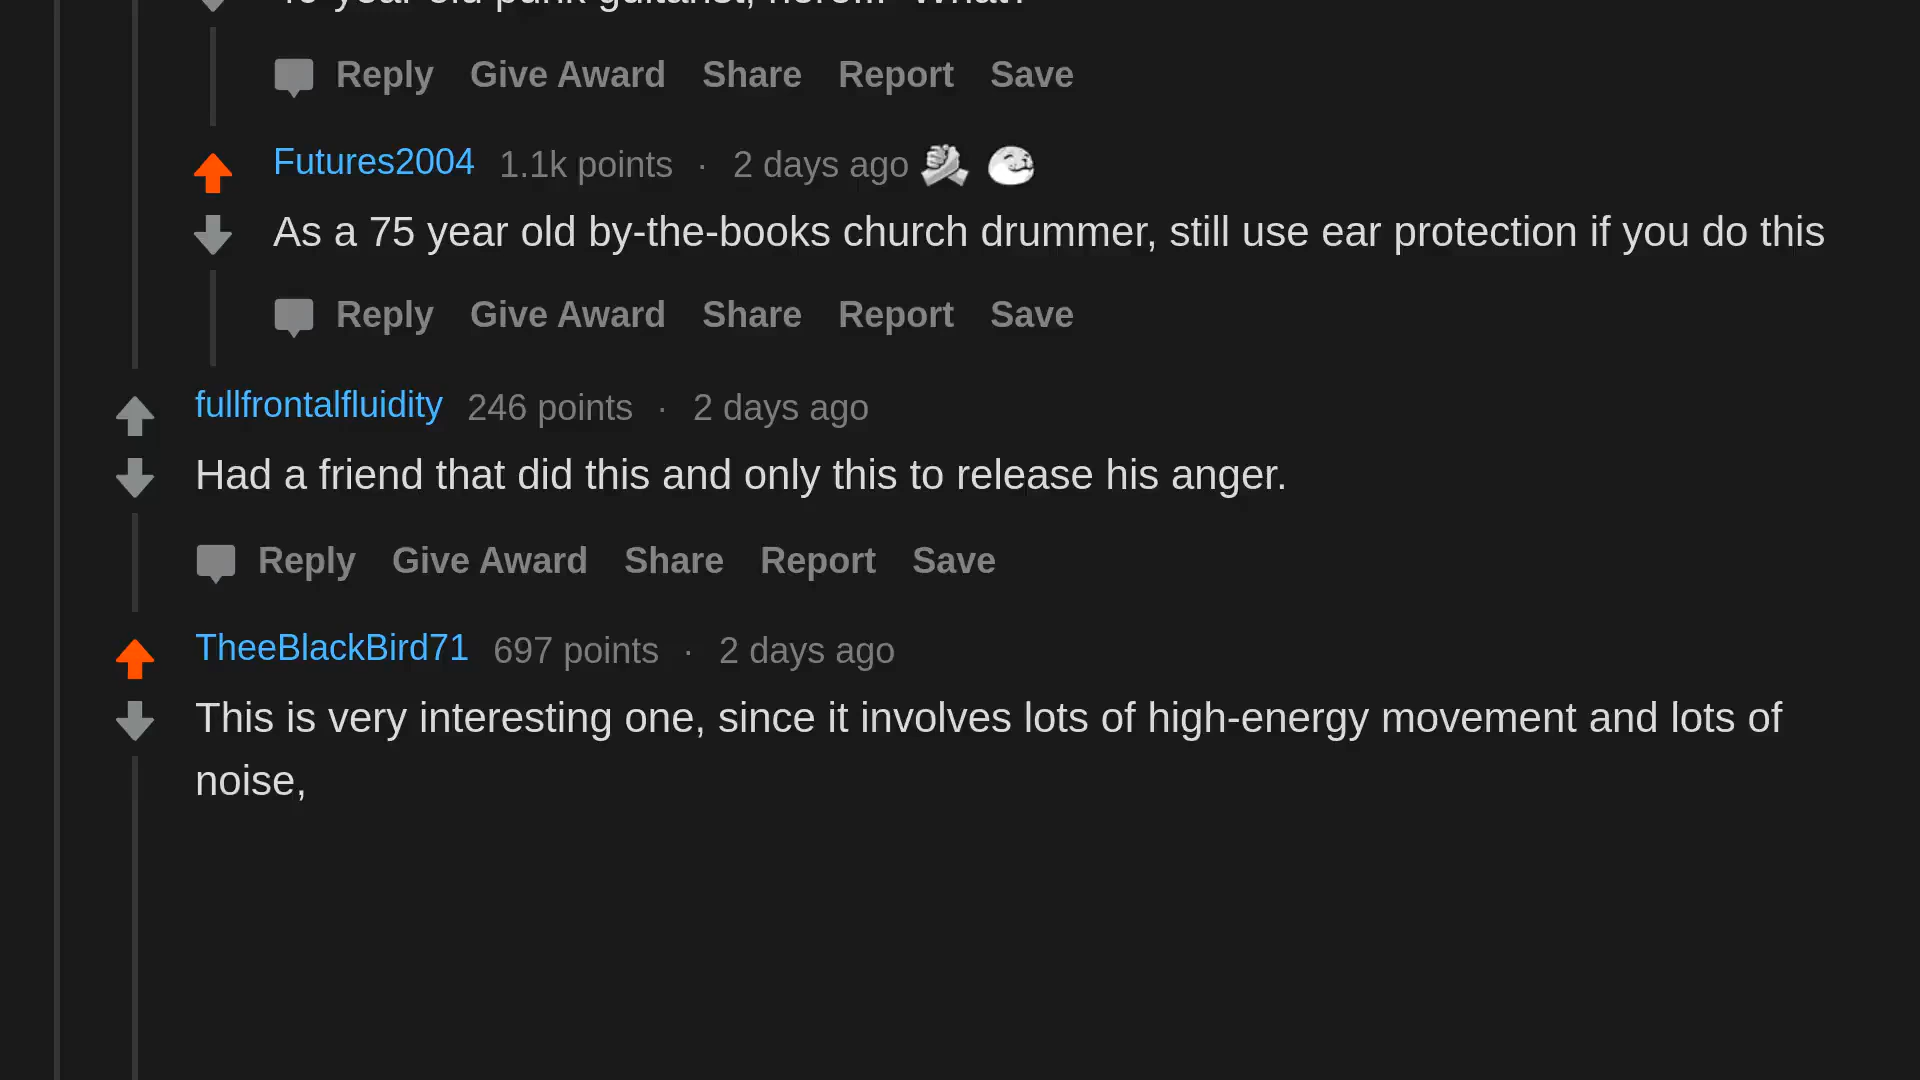 Reply Give Award Share Report Save
Futures2004 1.1k points · 2 days ago
As a 75 year old by-the-books church drummer, still use ear protection if you do this
Reply Give Award Share Report Save
fullfrontalfluidity 246 points · 2 days ago
Had a friend that did this and only this to release his anger.
Reply Give Award Share Report Save
TheeBlackBird71 697 points · 2 days ago
This is very interesting one, since it involves lots of high-energy movement and lots of
noise,